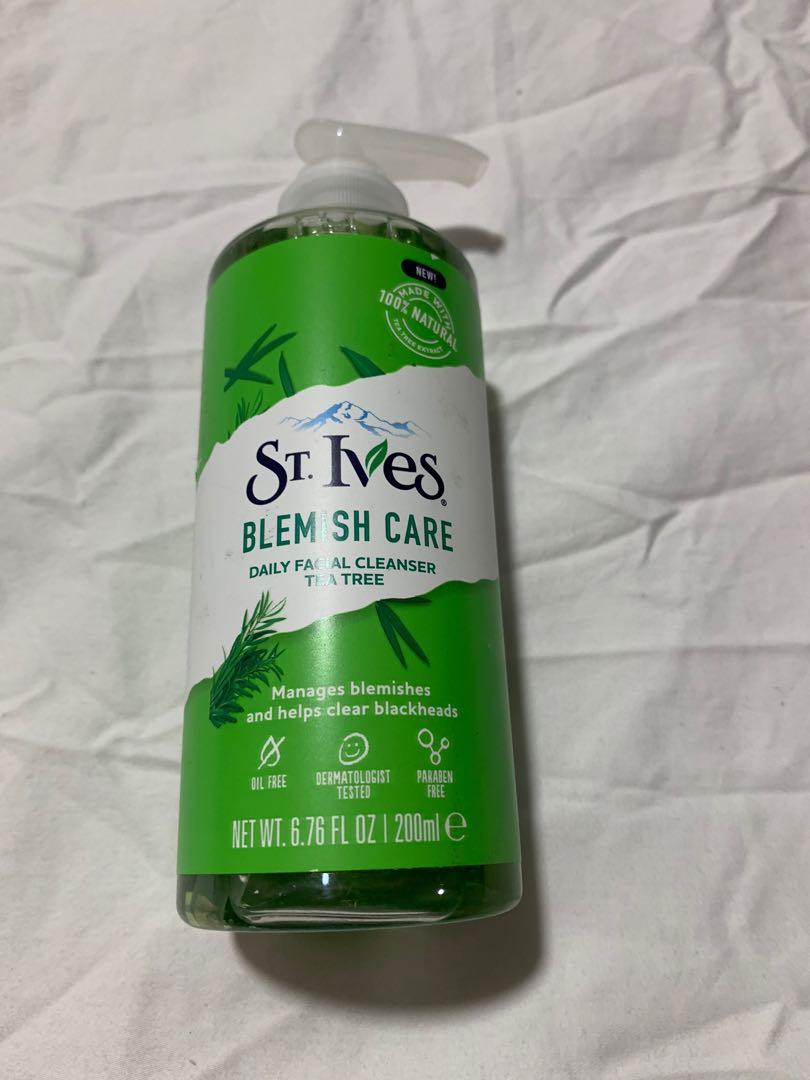 NEW!
MADE WITH
100% NATURAL
TEA TREE EXTRACT
ST. Ives®
BLEMISH CARE
DAILY FACIAL CLEANSER
TEA TREE
Manages blemishes
and helps clear blackheads
OIL FREE
DERMATOLOGIST
TESTED
PARABEN
FREE
NET WT. 6.76 FL OZ | 200ml ℮